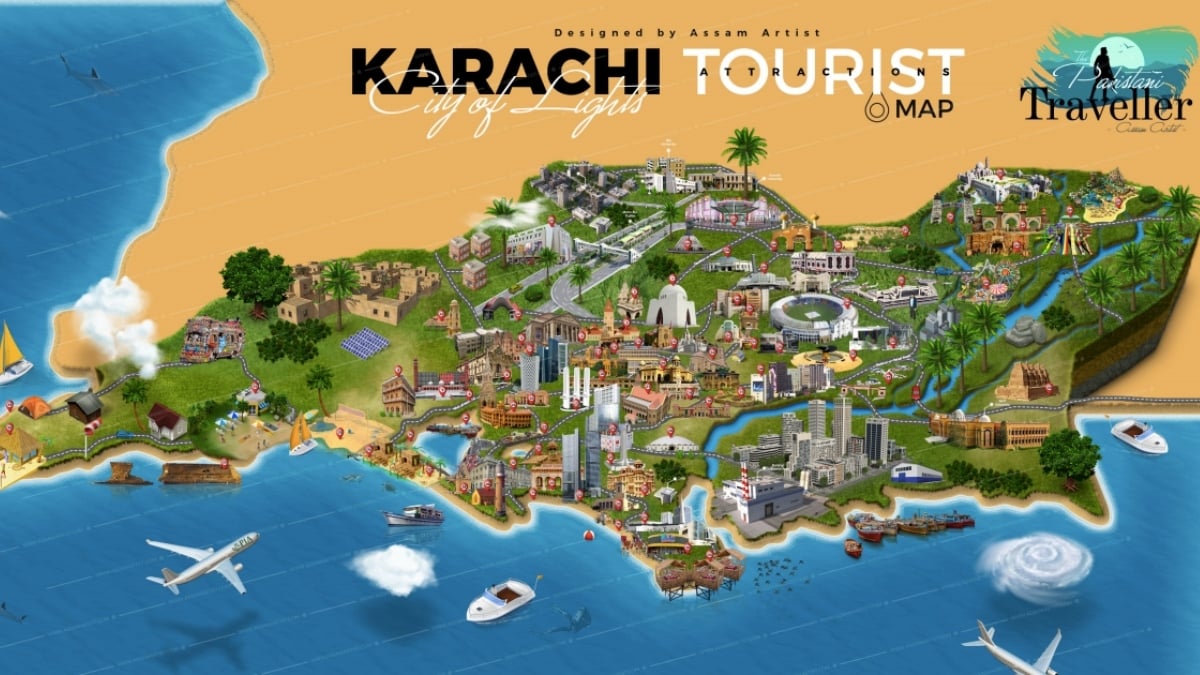 Designed by Assam Artist
KARACHI TOURIST
ATTRACTIONS
City of Lights
MAP
The
Pakistani
Traveller
- Assam Artist -
PIA